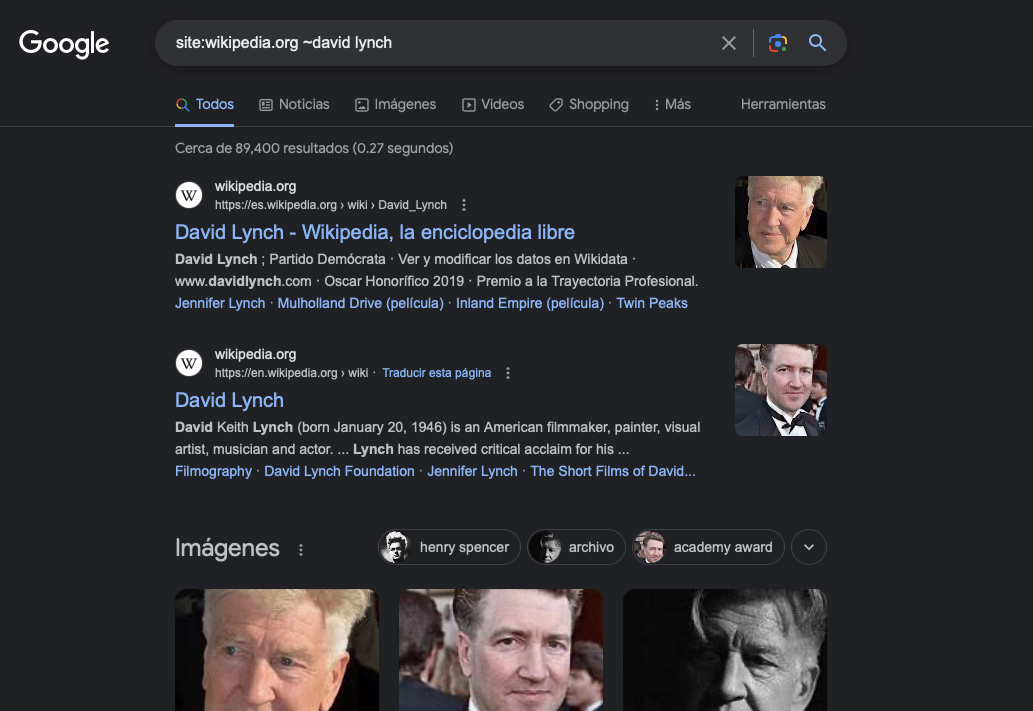 Google
site:wikipedia.org ~david lynch
Todos Noticias Imágenes Videos Shopping Más Herramientas
Cerca de 89,400 resultados (0.27 segundos)
W
wikipedia.org
https://es.wikipedia.org › wiki › David_Lynch
David Lynch - Wikipedia, la enciclopedia libre
David Lynch ; Partido Demócrata · Ver y modificar los datos en Wikidata ·
www.davidlynch.com · Oscar Honorífico 2019 · Premio a la Trayectoria Profesional.
Jennifer Lynch · Mulholland Drive (película) · Inland Empire (película) · Twin Peaks
W
wikipedia.org
https://en.wikipedia.org › wiki · Traducir esta página
David Lynch
David Keith Lynch (born January 20, 1946) is an American filmmaker, painter, visual
artist, musician and actor. ... Lynch has received critical acclaim for his ...
Filmography · David Lynch Foundation · Jennifer Lynch · The Short Films of David...
Imágenes henry spencer archivo academy award